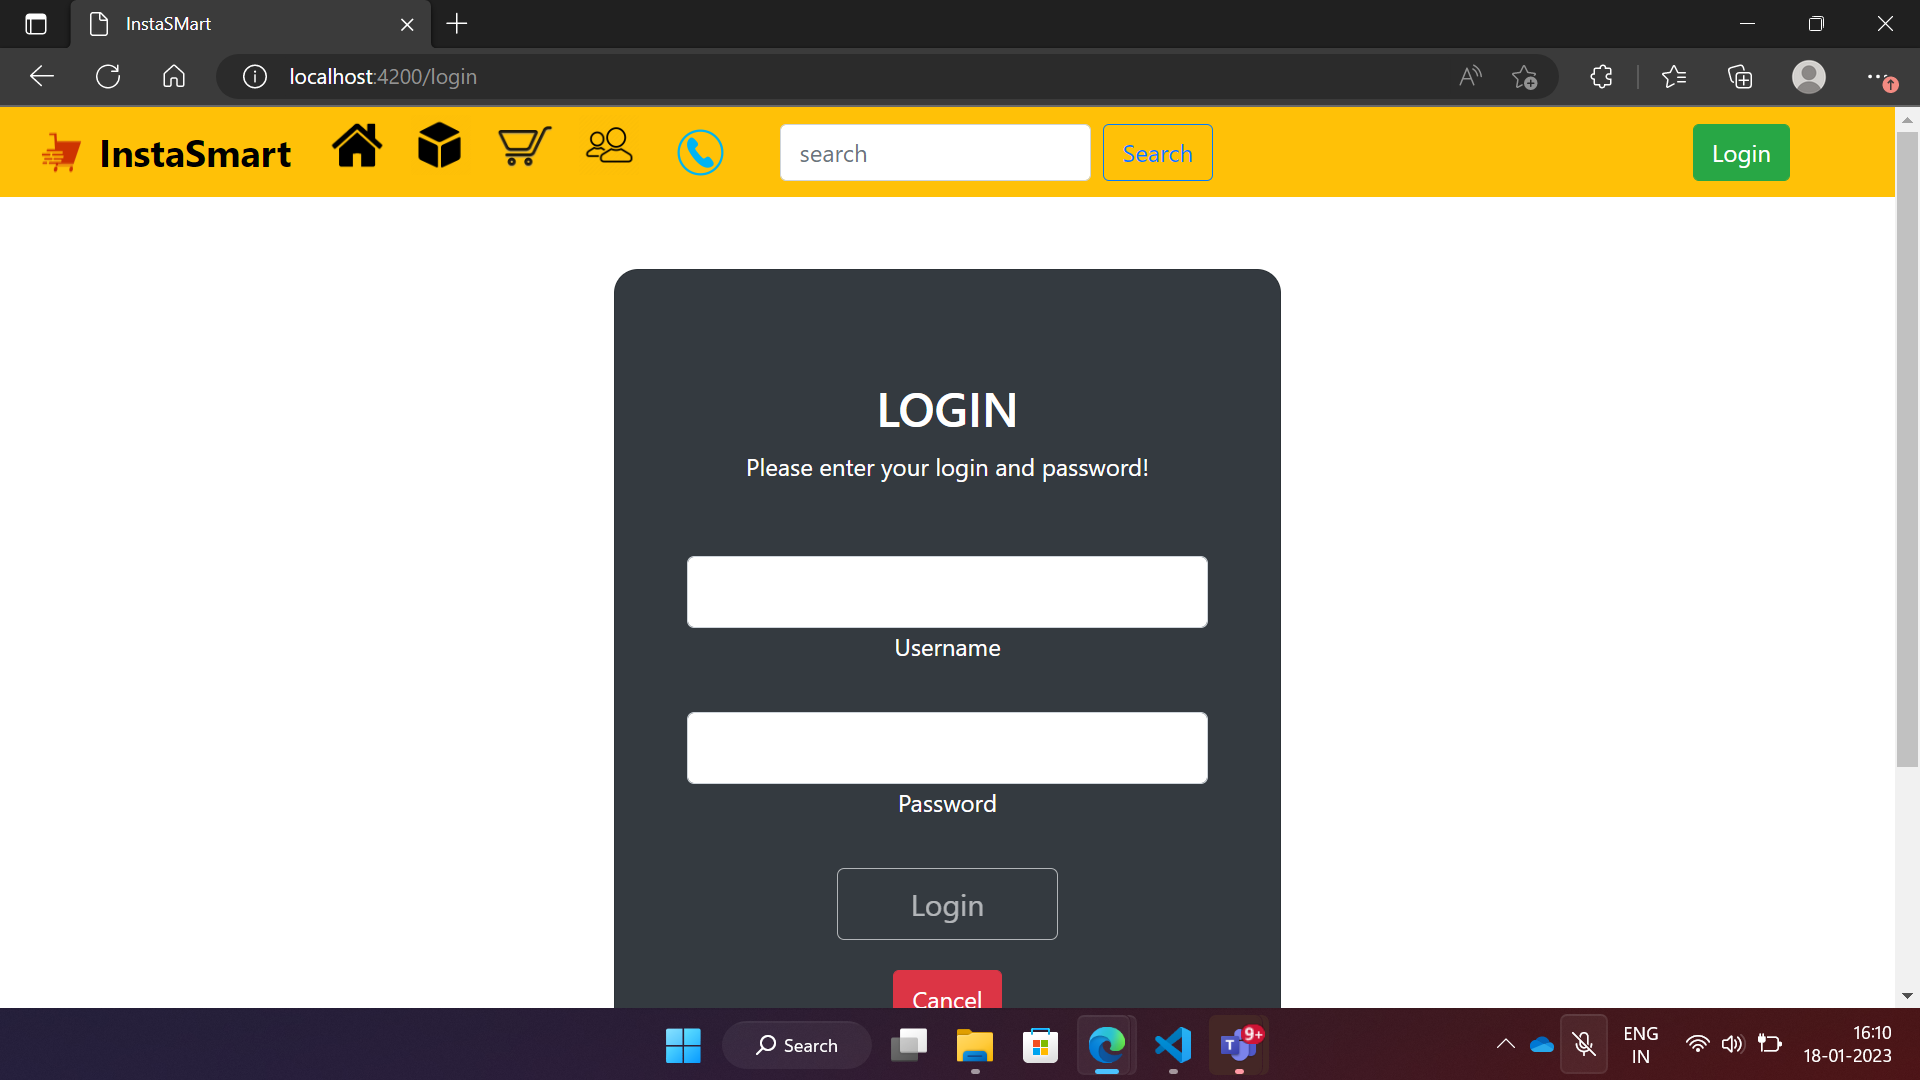 InstaSMart
localhost:4200/login
InstaSmart
search
Search
Login
LOGIN
Please enter your login and password!
Username
Password
Login
Cancel
Search
T
9+
ENG
IN
16:10
18-01-2023